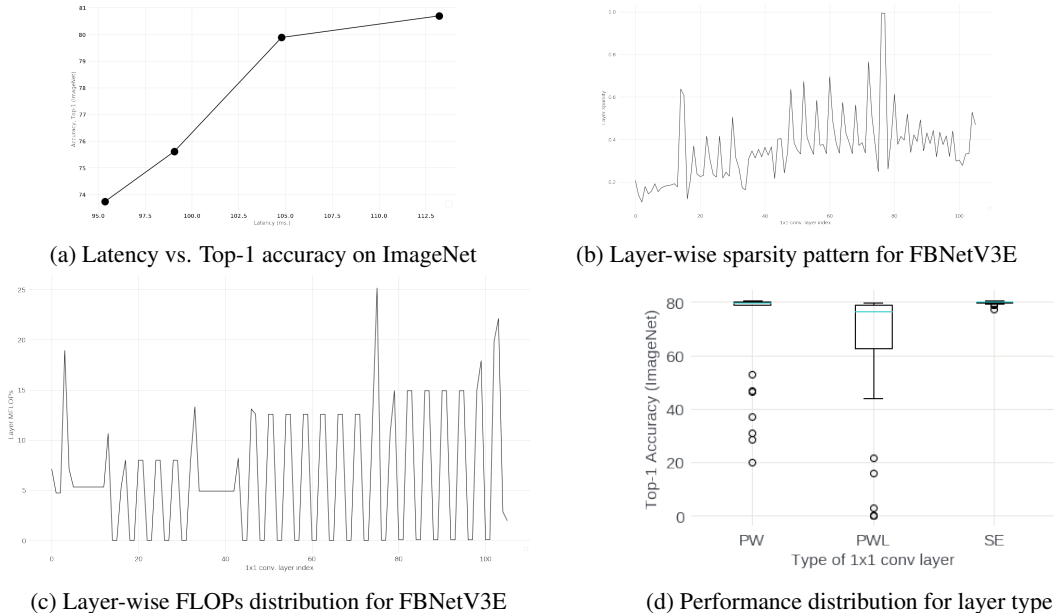 81
80
79
78
77
76
75
74
Accuracy, Top-1 (ImageNet)
95.0 97.5 100.0 102.5 105.0 107.5 110.0 112.5
Latency (ms.)
(a) Latency vs. Top-1 accuracy on ImageNet
1.0
0.8
0.6
0.4
0.2
Layer sparsity
0 20 40 60 80 100
1x1 conv. layer index
(b) Layer-wise sparsity pattern for FBNetV3E
25
20
15
10
5
0
Layer MFLOPs
0 20 40 60 80 100
1x1 conv. layer index
(c) Layer-wise FLOPs distribution for FBNetV3E
80
60
40
20
0
Top-1 Accuracy (ImageNet)
PW PWL SE
Type of 1x1 conv layer
(d) Performance distribution for layer type